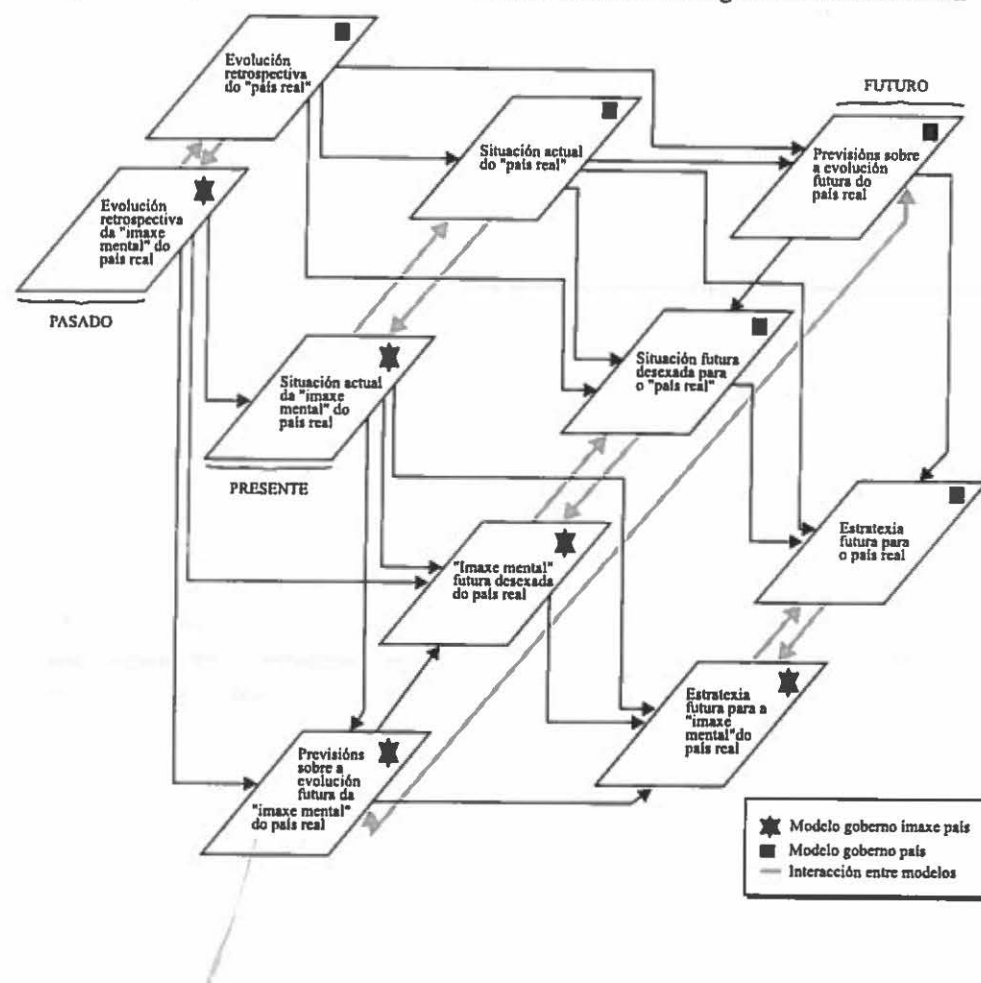 Evolución
retrospectiva
do "país real"
FUTURO
Situación actual
do "país real"
Previsións sobre
a evolución
futura do
país real
Evolución
retrospectiva
da "imaxe
mental" do
país real
PASADO
Situación actual
da "imaxe
mental" do
país real
PRESENTE
Situación futura
desexada para
o "país real"
Estratexia
futura para
o país real
"Imaxe mental"
futura desexada
do país real
Estratexia
futura para a
"imaxe
mental"do
país real
Previsións
sobre a
evolución
futura da
"imaxe mental"
do país real
Modelo goberno imaxe país
Modelo goberno país
Interacción entre modelos